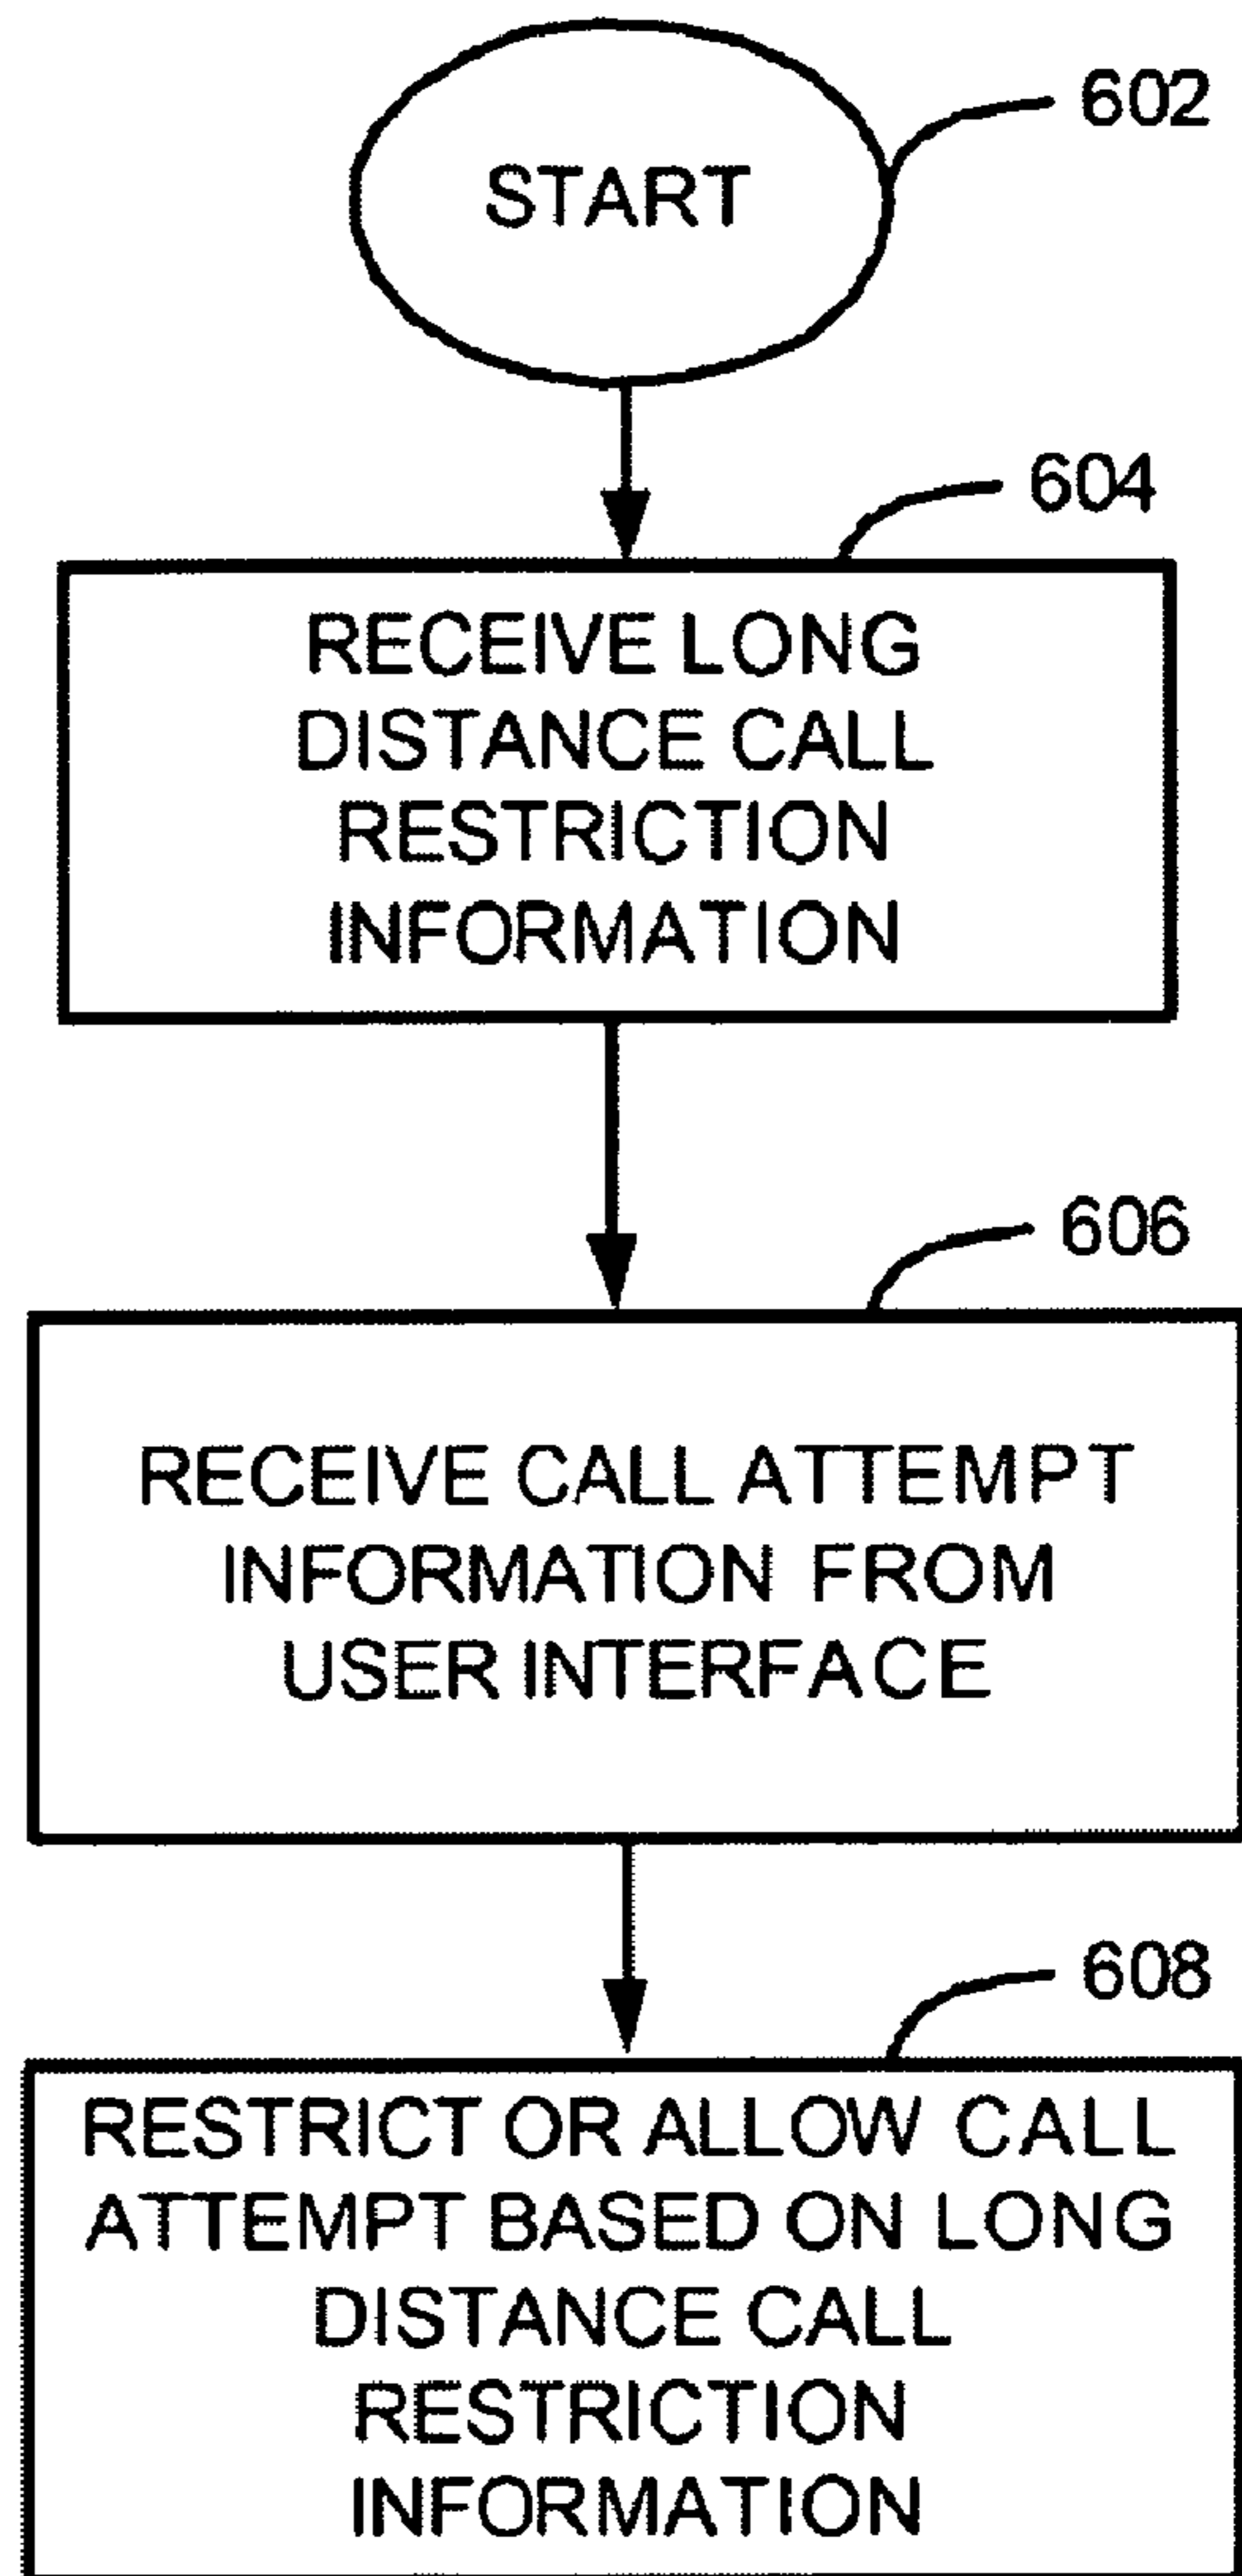 602
START
604
RECEIVE LONG
DISTANCE CALL
RESTRICTION
INFORMATION
606
RECEIVE CALL ATTEMPT
INFORMATION FROM
USER INTERFACE
608
RESTRICT OR ALLOW CALL
ATTEMPT BASED ON LONG
DISTANCE CALL
RESTRICTION
INFORMATION